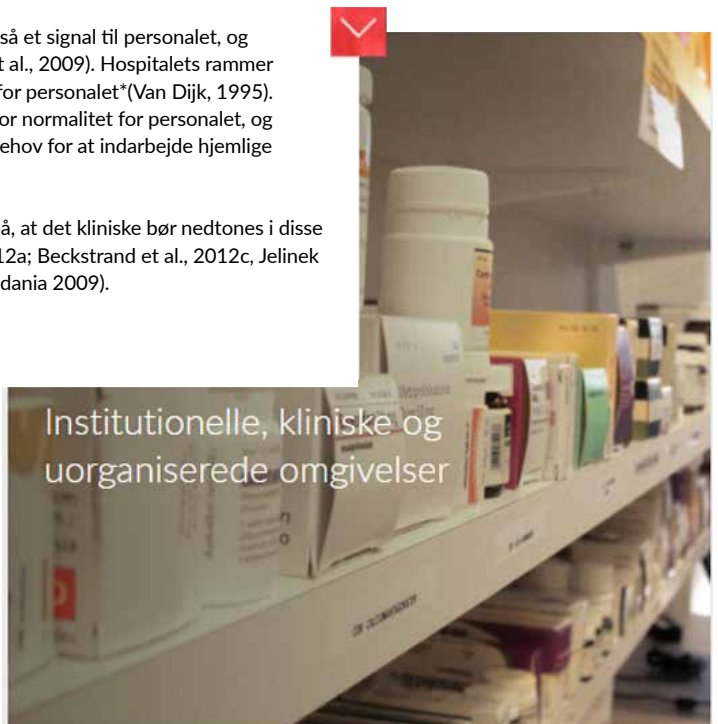 så et signal til personalet, og
t al., 2009). Hospitalets rammer
for personalet*(Van Dijk, 1995).
or normalitet for personalet, og
ehov for at indarbejde hjemlige
å, at det kliniske bør nedtones i disse
12a; Beckstrand et al., 2012c, Jelinek
dania 2009).
Institutionelle, kliniske og
uorganiserede omgivelser